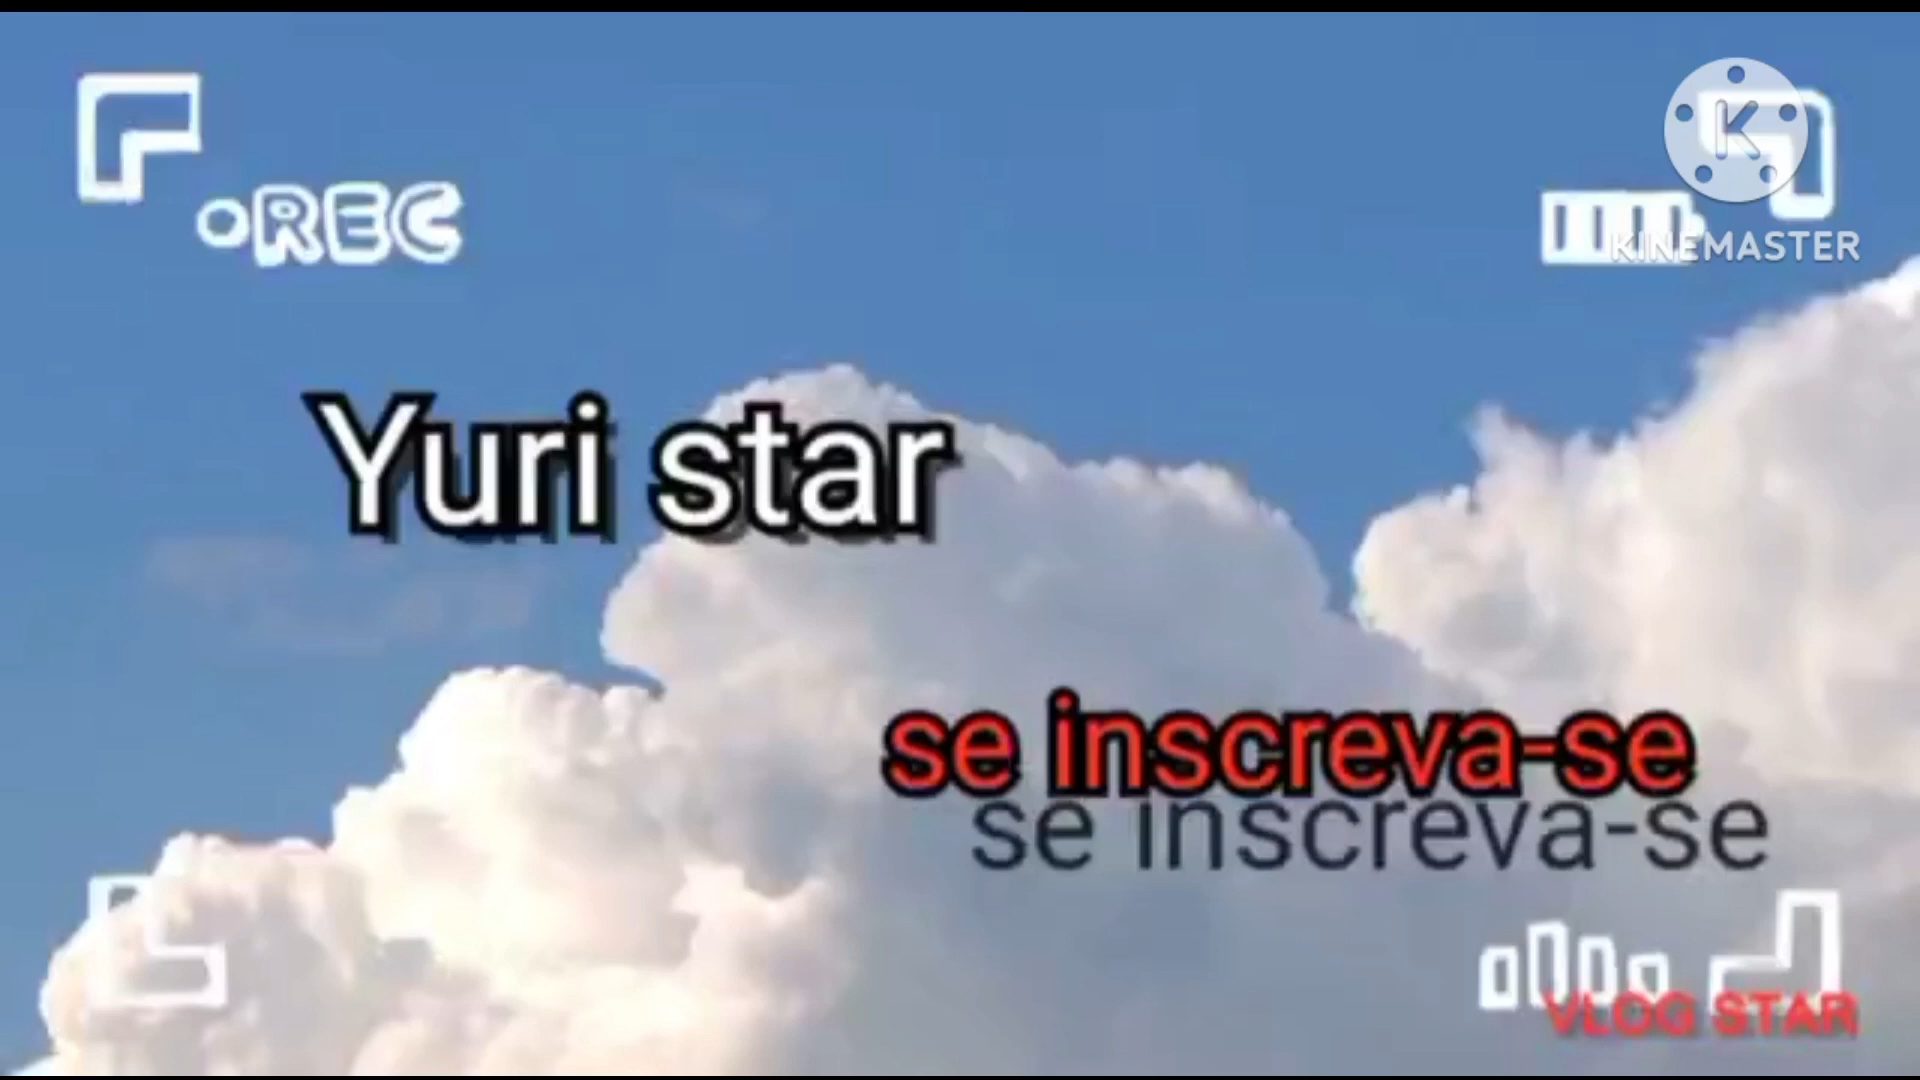 REC
K
KINEMASTER
Yuri star
se inscreva-se
se inscreva-se
VLOG STAR